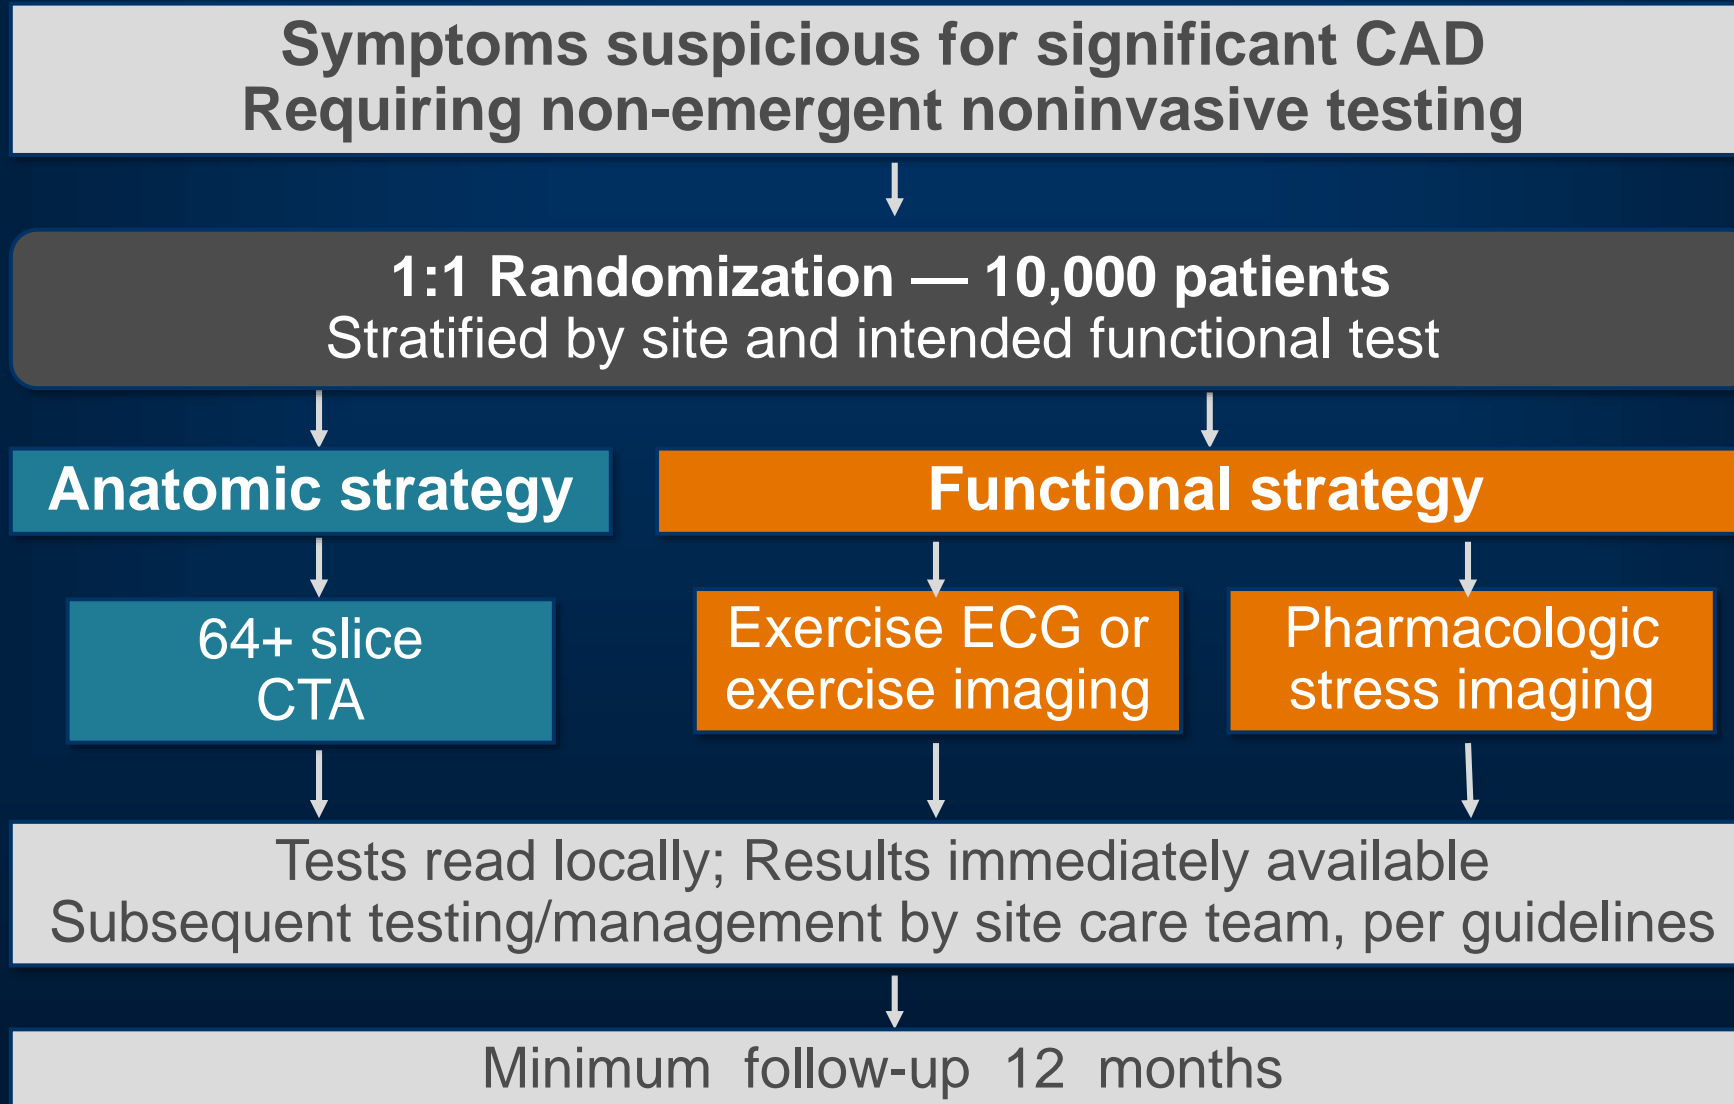 Symptoms suspicious for significant CAD
Requiring non-emergent noninvasive testing
1:1 Randomization — 10,000 patients
Stratified by site and intended functional test
Anatomic strategy
Functional strategy
64+ slice
CTA
Exercise ECG or
exercise imaging
Pharmacologic
stress imaging
Tests read locally; Results immediately available
Subsequent testing/management by site care team, per guidelines
Minimum follow-up 12 months